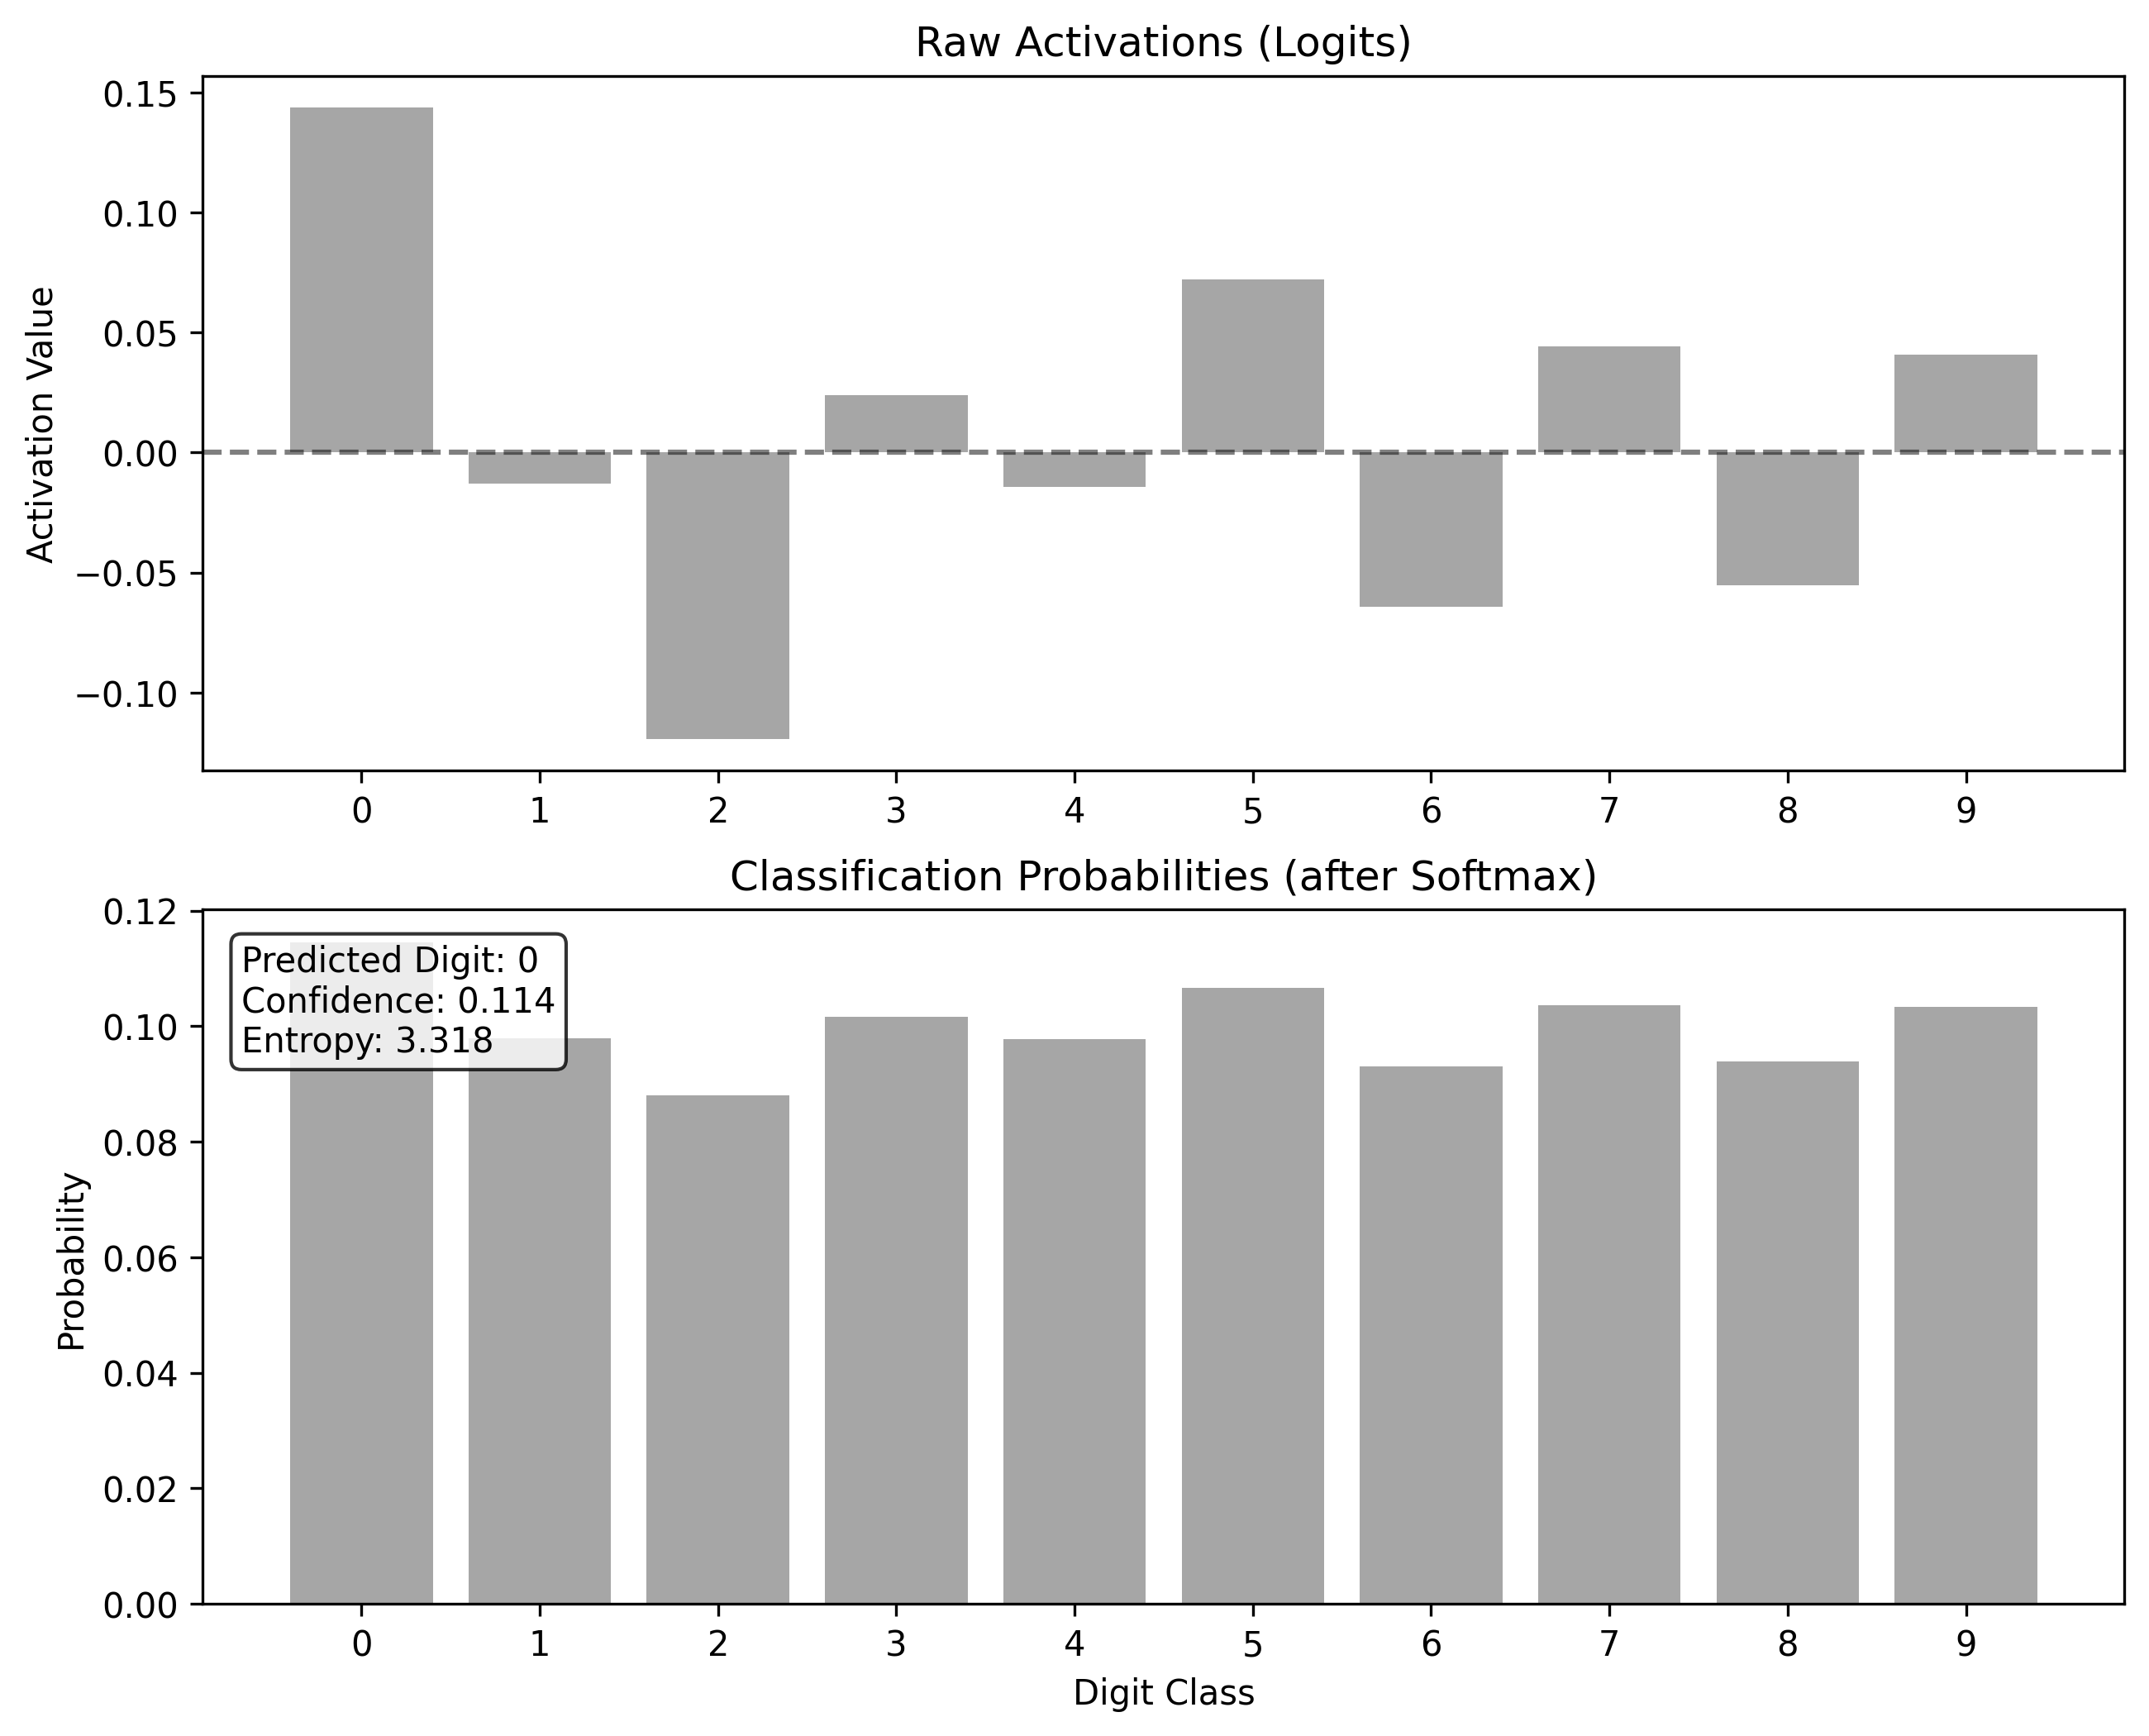 Raw Activations (Logits)
Activation Value
0.15
0.10
0.05
0.00
−0.05
−0.10
0 1 2 3 4 5 6 7 8 9
Classification Probabilities (after Softmax)
Probability
0.12
0.10
0.08
0.06
0.04
0.02
0.00
Predicted Digit: 0
Confidence: 0.114
Entropy: 3.318
0 1 2 3 4 5 6 7 8 9
Digit Class